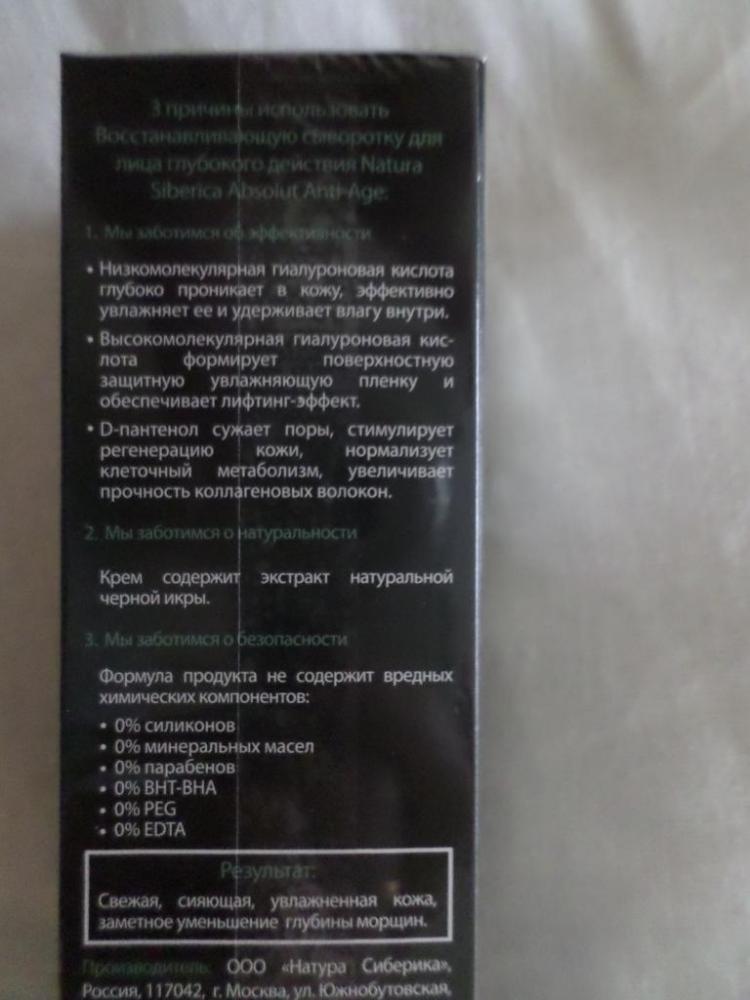 3 причины использовать
Восстанавливающую сыворотку для
лица глубокого действия Natura
Siberica Absolut Anti-Age:
1. Мы заботимся об эффективности
• Низкомолекулярная гиалуроновая кислота
глубоко проникает в кожу, эффективно
увлажняет ее и удерживает влагу внутри.
• Высокомолекулярная гиалуроновая кис-
лота формирует поверхностную
защитную увлажняющую пленку и
обеспечивает лифтинг-эффект.
• D-пантенол сужает поры, стимулирует
регенерацию кожи, нормализует
клеточный метаболизм, увеличивает
прочность коллагеновых волокон.
2. Мы заботимся о натуральности
Крем содержит экстракт натуральной
черной икры.
3. Мы заботимся о безопасности
Формула продукта не содержит вредных
химических компонентов:
• 0% силиконов
• 0% минеральных масел
• 0% парабенов
• 0% BHT-BHA
• 0% PEG
• 0% EDTA
Результат:
Свежая, сияющая, увлажненная кожа,
заметное уменьшение глубины морщин.
Производитель: ООО «Натура Сиберика»,
Россия, 117042, г. Москва, ул. Южнобутовская,